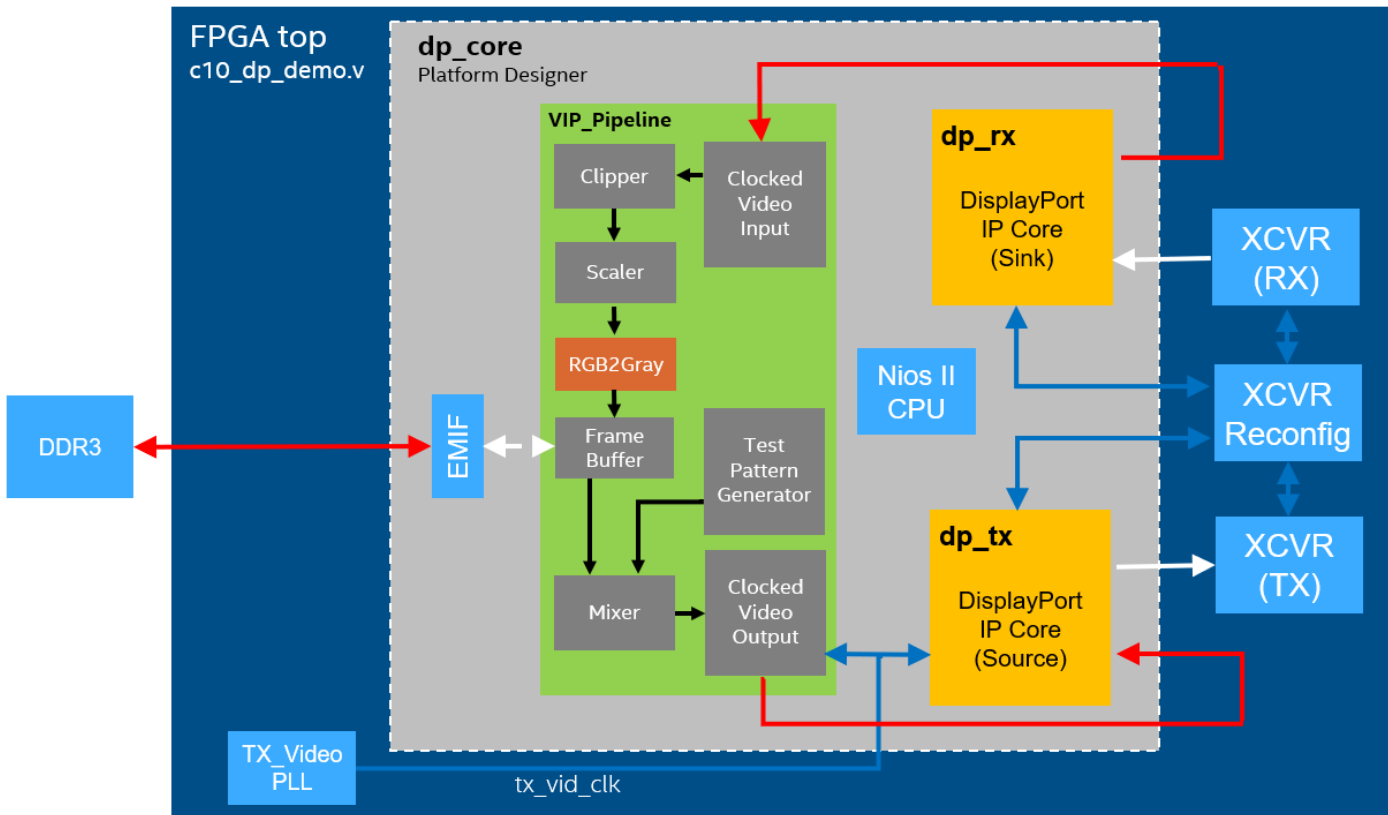 FPGA top
c10_dp_demo.v
dp_core
Platform Designer
VIP_Pipeline
Clipper
Clocked
Video
Input
Scaler
RGB2Gray
Frame
Buffer
Test
Pattern
Generator
Mixer
Clocked
Video
Output
dp_rx
DisplayPort
IP Core
(Sink)
Nios II
CPU
dp_tx
DisplayPort
IP Core
(Source)
XCVR
(RX)
XCVR
Reconfig
XCVR
(TX)
DDR3
EMIF
TX_Video
PLL
tx_vid_clk